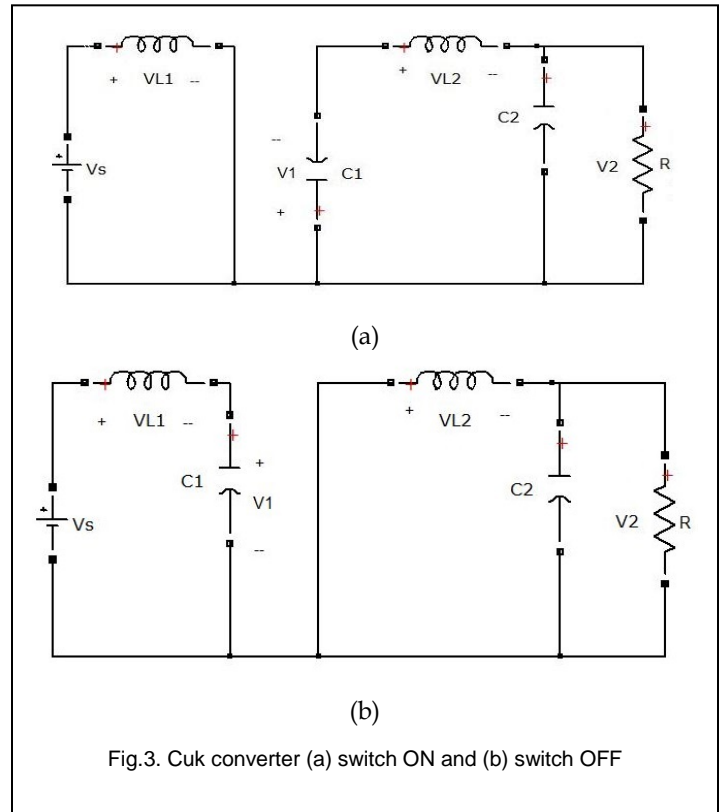 + VL1 --
+ VL2 --
C2
--
+
Vs
V1 C1
V2 R
+
(a)
+ VL1 --
+ VL2 --
+
C1
V1
C2
+
Vs
V2 R
--
(b)
Fig.3. Cuk converter (a) switch ON and (b) switch OFF